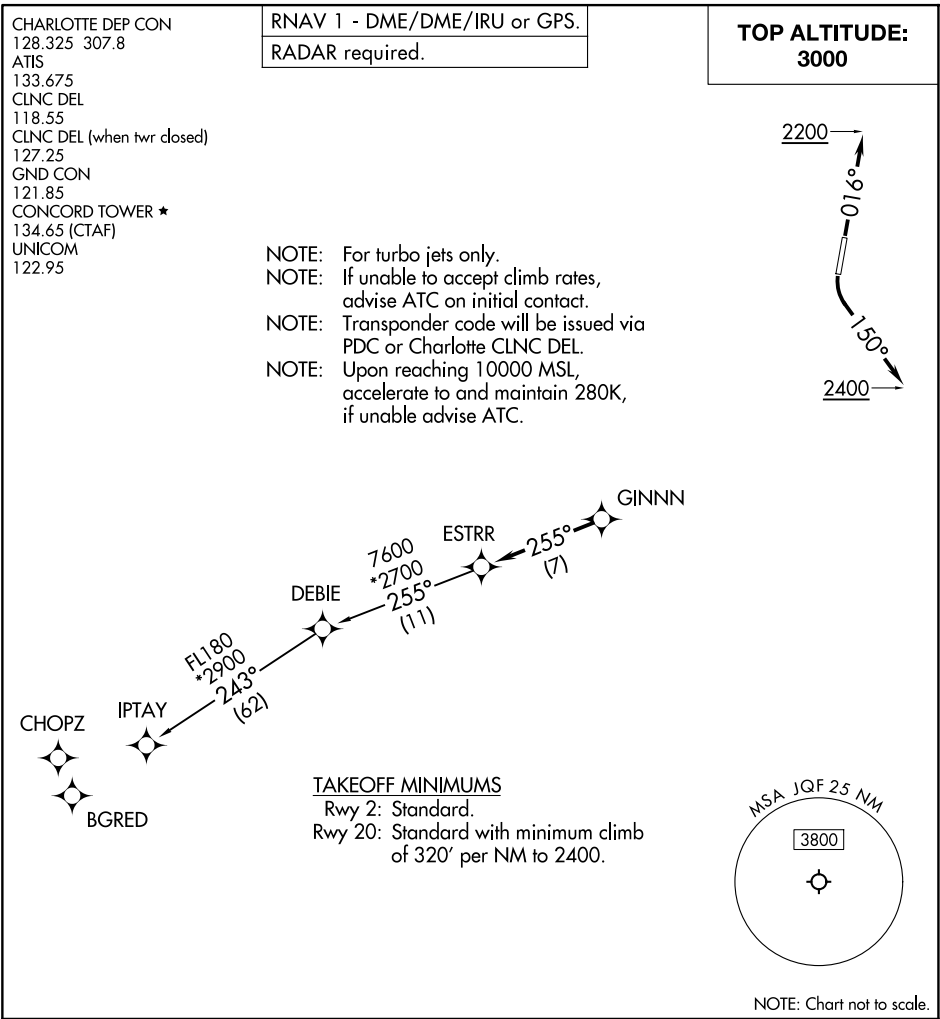 CHARLOTTE DEP CON
128.325 307.8
ATIS
133.675
CLNC DEL
118.55
CLNC DEL (when twr closed)
127.25
GND CON
121.85
CONCORD TOWER ★
134.65 (CTAF)
UNICOM
122.95
RNAV 1 - DME/DME/IRU or GPS.
RADAR required.
TOP ALTITUDE:
3000
2200
016°
150°
2400
NOTE: For turbo jets only.
NOTE: If unable to accept climb rates,
advise ATC on initial contact.
NOTE: Transponder code will be issued via
PDC or Charlotte CLNC DEL.
NOTE: Upon reaching 10000 MSL,
accelerate to and maintain 280K,
if unable advise ATC.
GINNN
255°
(7)
ESTRR
7600
*2700
255°
(11)
DEBIE
FL180
*2900
243°
(62)
IPTAY
CHOPZ
BGRED
TAKEOFF MINIMUMS
Rwy 2: Standard.
Rwy 20: Standard with minimum climb
of 320' per NM to 2400.
MSA JQF 25 NM
3800
NOTE: Chart not to scale.